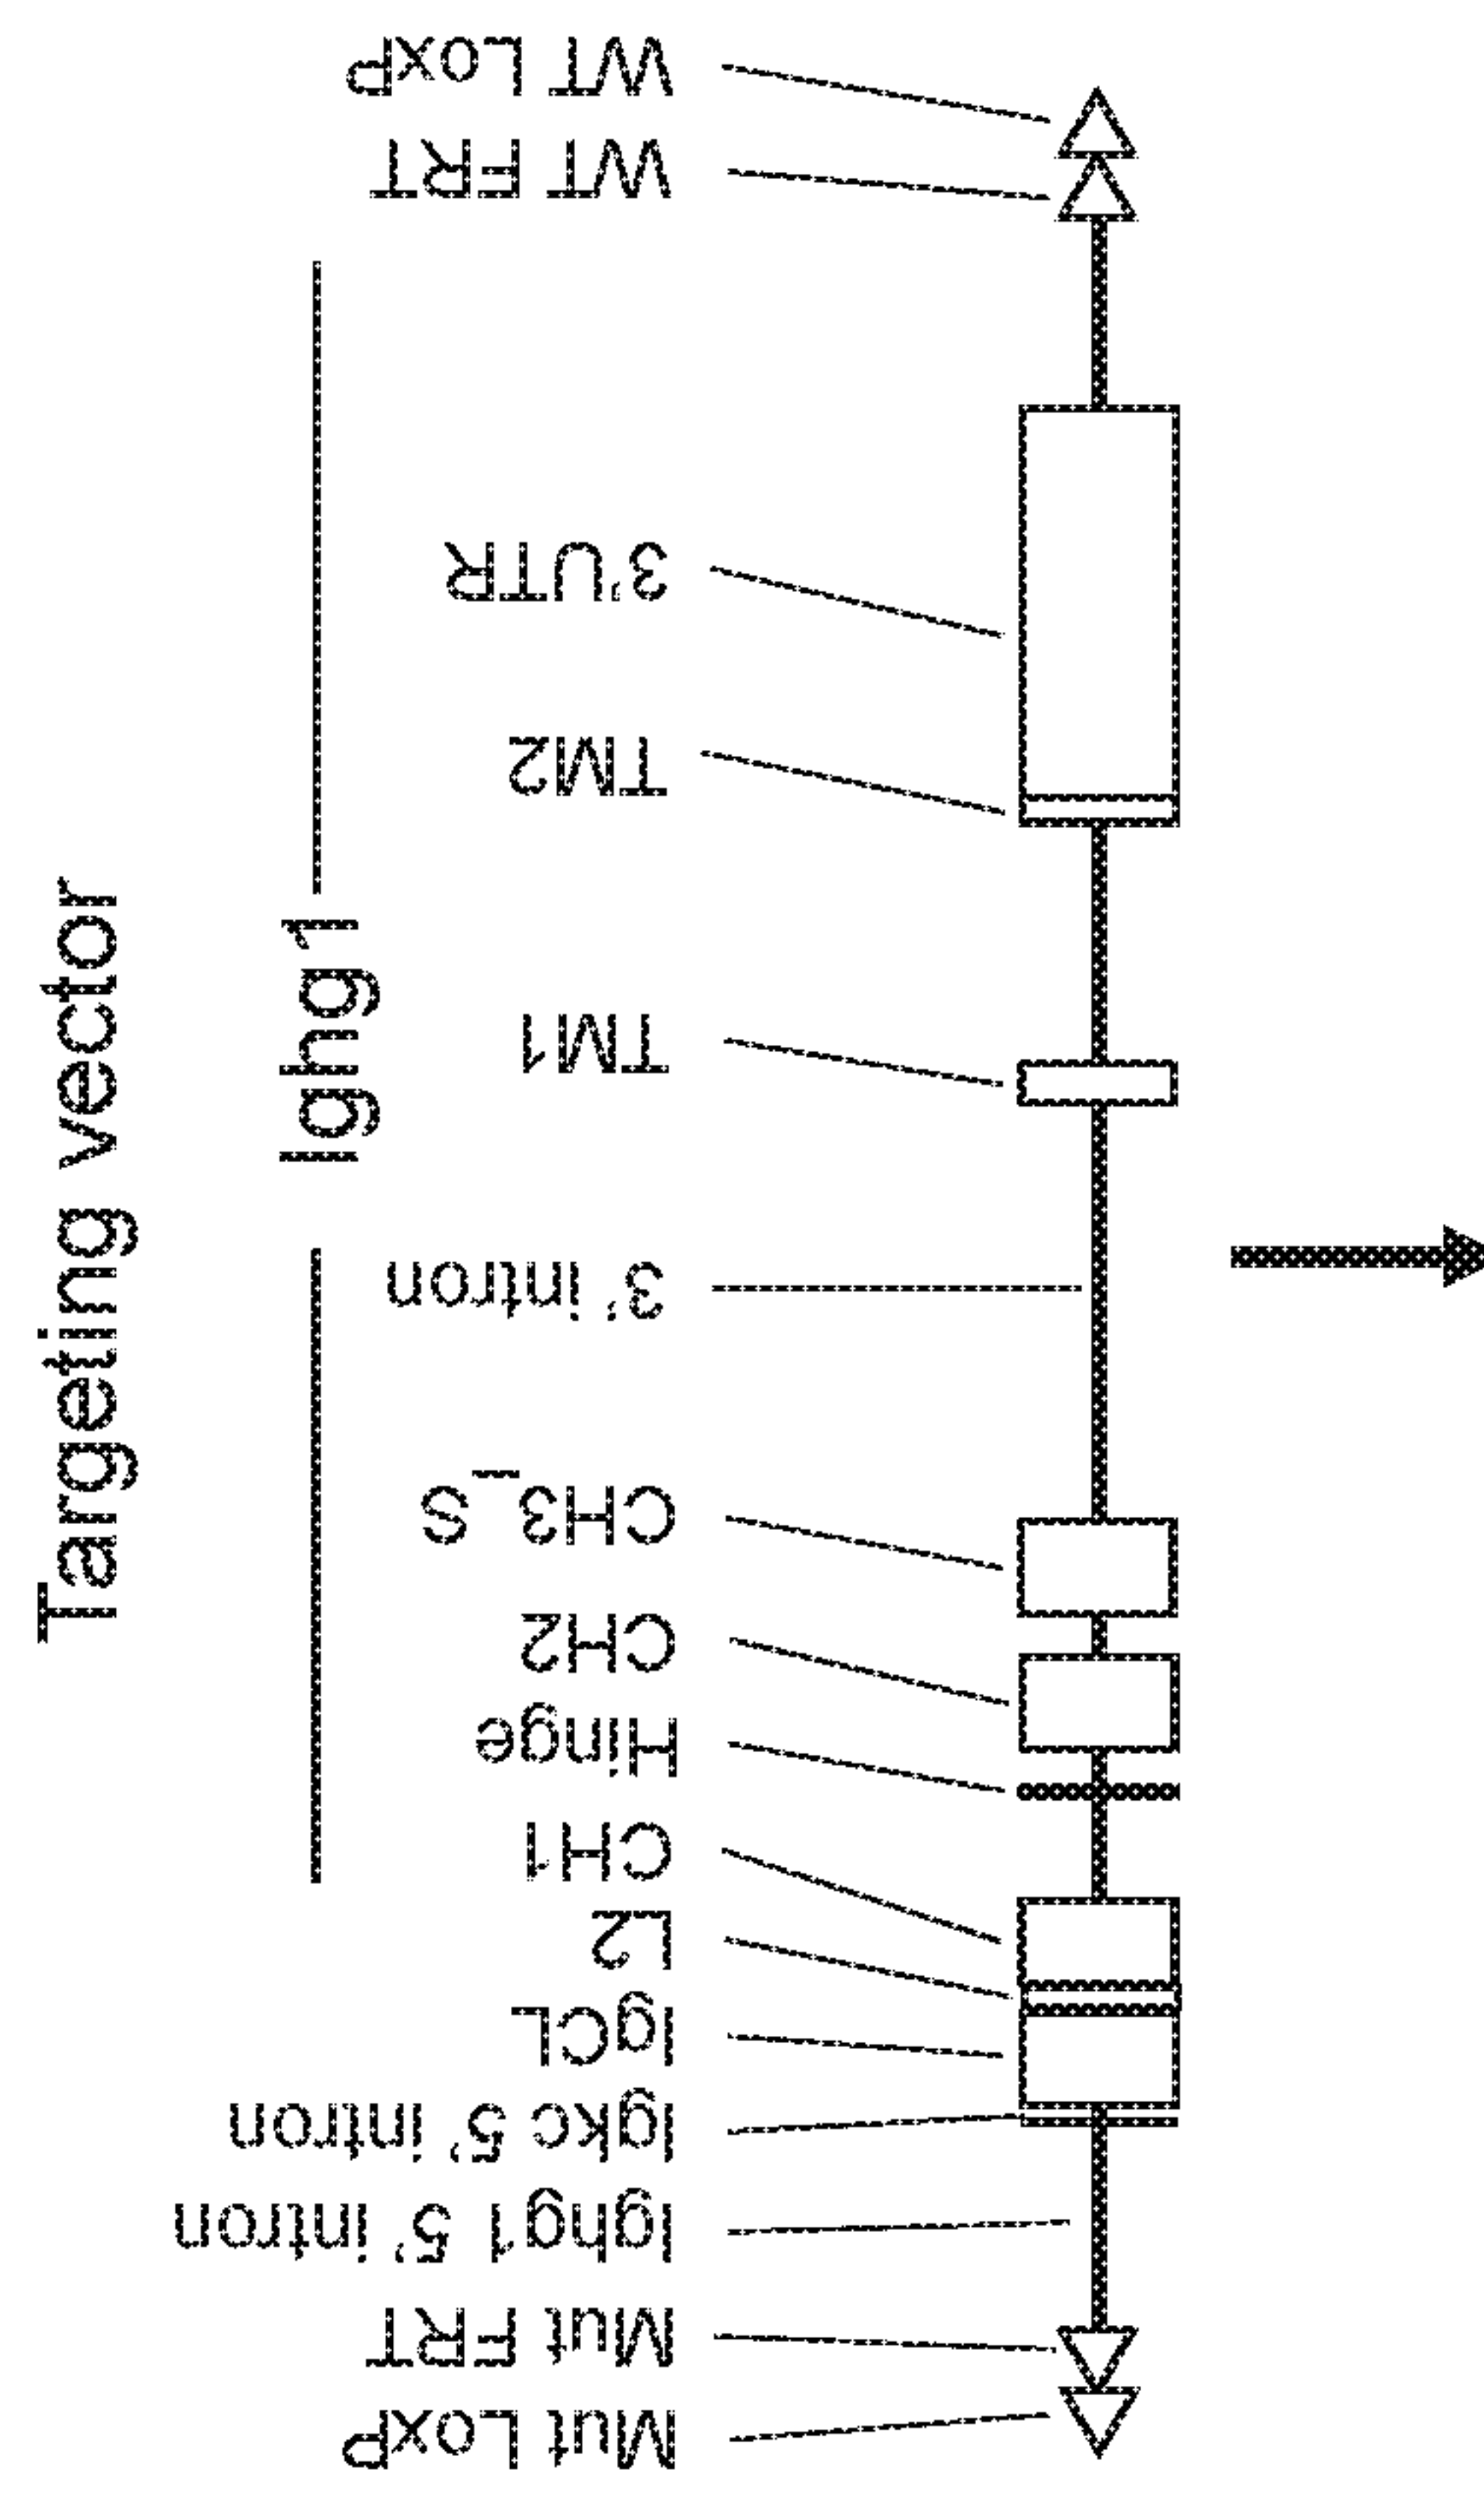 Targeting vector
Ighg1
Mut LoxP
Mut FRT
Ighg1 5' intron
Igkc 5' intron
IgCL
L2
CH1
Hinge
CH2
CH3_S
3' intron
TM1
TM2
3'UTR
WT FRT
WT LoxP